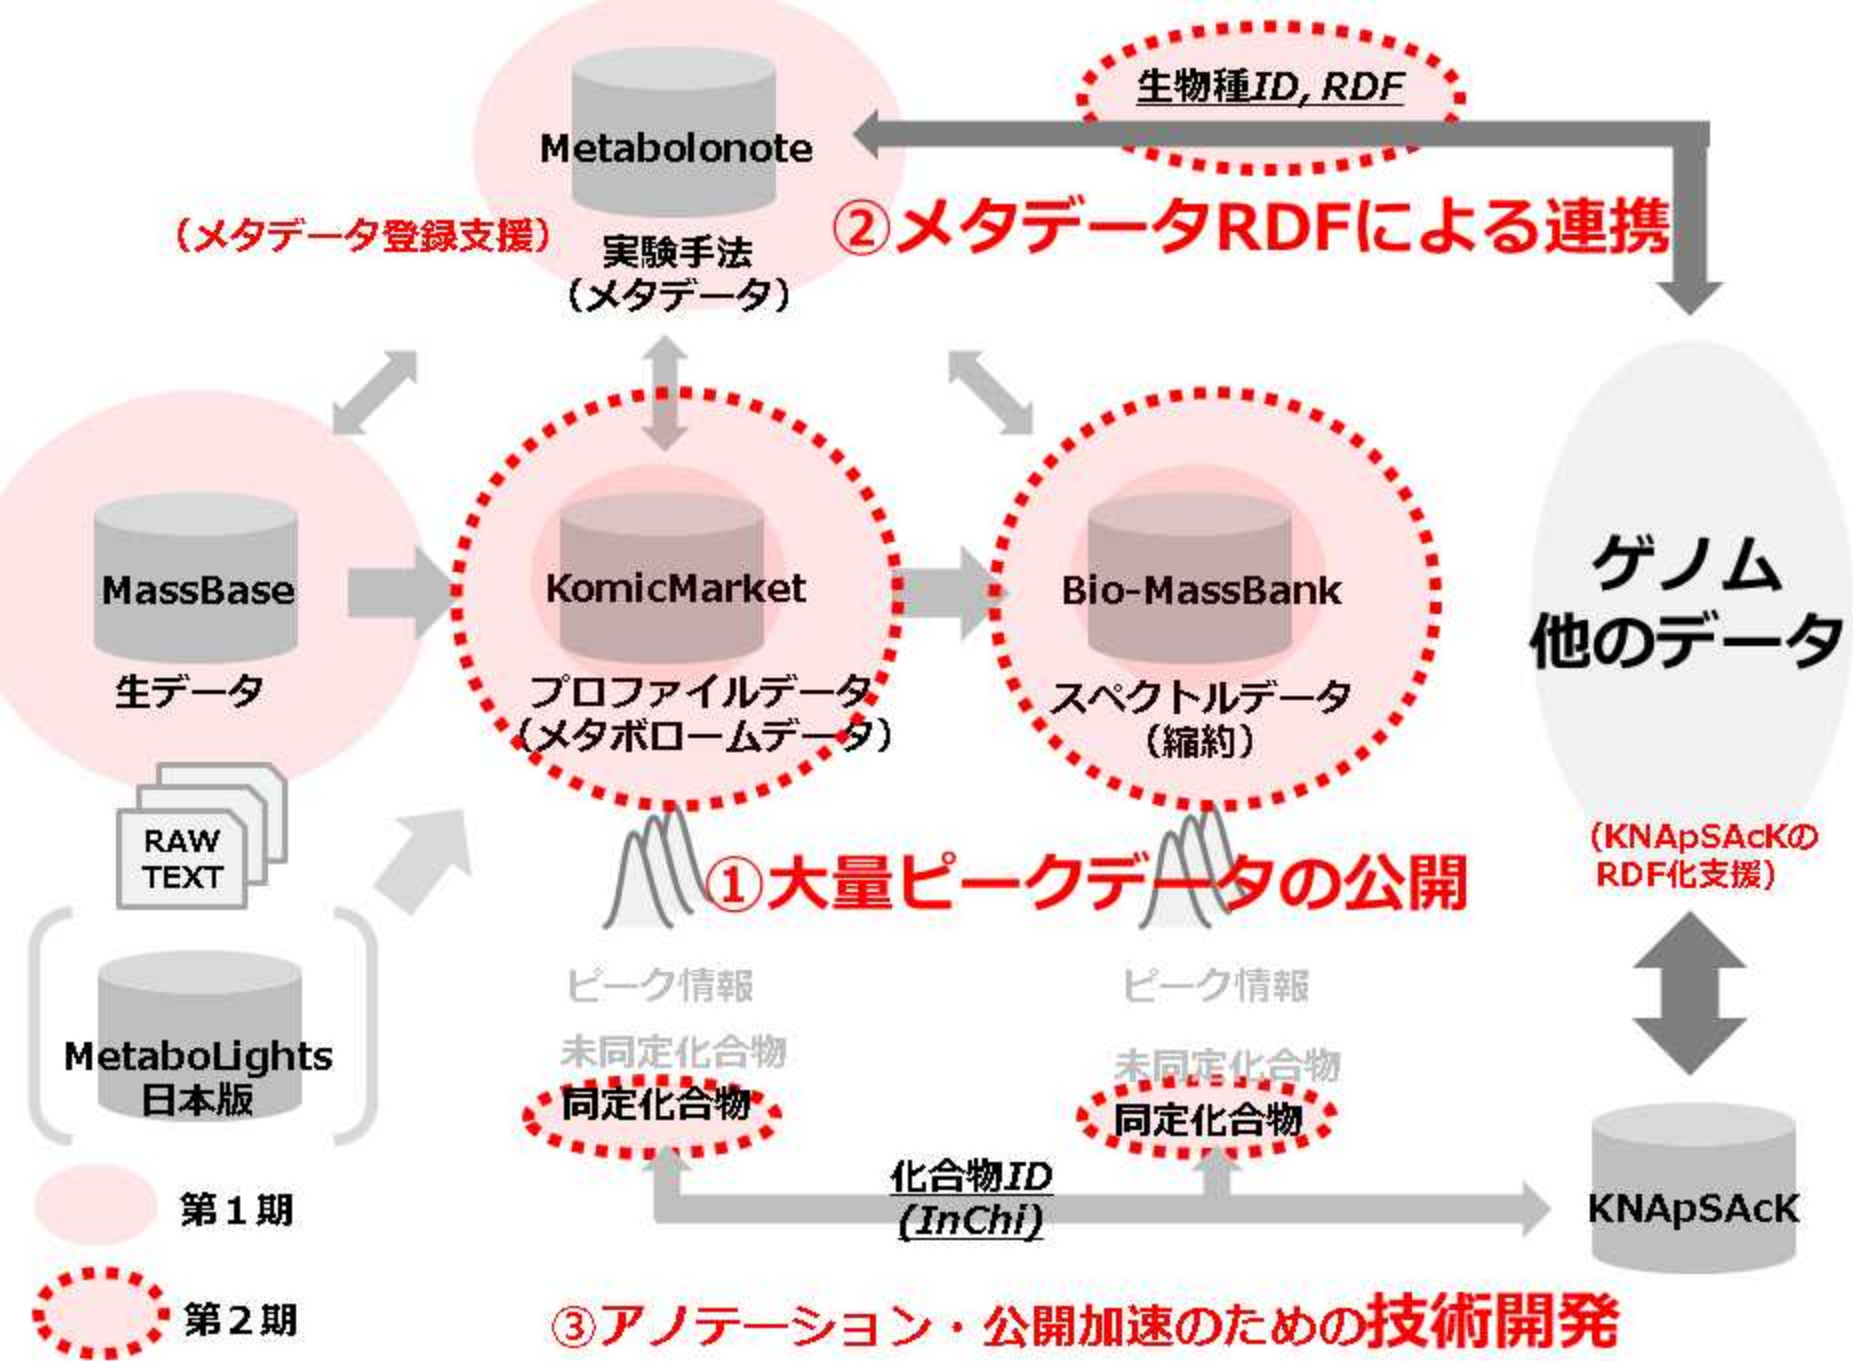 生物種ID, RDF
Metabolonote
（メタデータ登録支援）
実験手法
（メタデータ）
②メタデータRDFによる連携
MassBase
生データ
KomicMarket
プロファイルデータ
（メタボロームデータ）
Bio-MassBank
スペクトルデータ
（縮約）
ゲノム
他のデータ
RAW
TEXT
①大量ピークデータの公開
（KNApSAcKの
RDF化支援）
MetaboLights
日本版
ピーク情報
未同定化合物
同定化合物
ピーク情報
未同定化合物
同定化合物
化合物ID
(InChi)
KNApSAcK
第１期
第２期
③アノテーション・公開加速のための技術開発